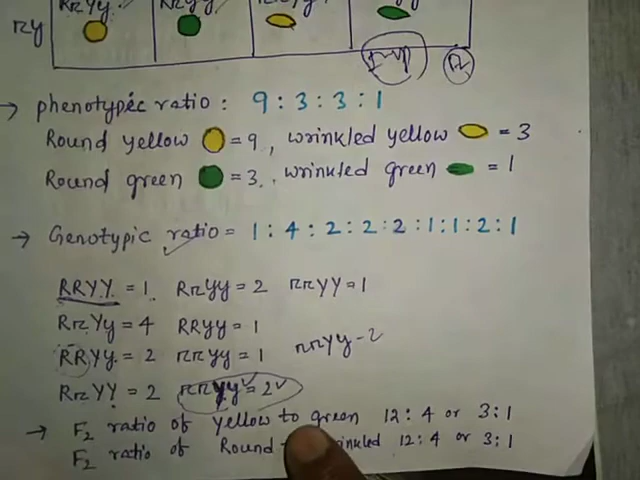 RrYy
ry
→ phenotypic ratio : 9 : 3 : 3 : 1
Round yellow = 9 , wrinkled yellow = 3
Round green = 3 , wrinkled green = 1
→ Genotypic ratio = 1 : 4 : 2 : 2 : 2 : 1 : 1 : 2 : 1
RRYY = 1 RrYy = 2 rrYY = 1
RrYy = 4 RRyy = 1
RRYy = 2 rryy = 1 rrYy - 2
RrYY = 2 rryy = 2
→ F2 ratio of yellow to green 12 : 4 or 3 : 1
F2 ratio of Round 12 : 4 or 3 : 1